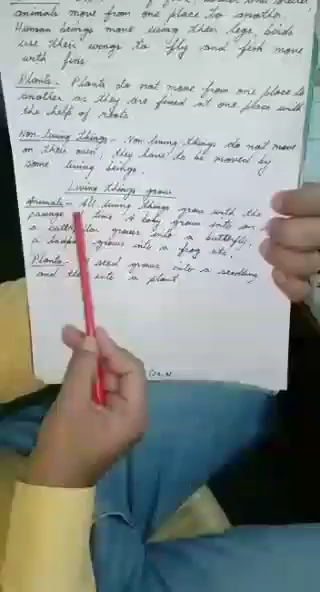 animals move from one place to another.
Human beings move using their legs, birds
use their wings to fly and fish move
with fins.
Plants - Plants do not move from one place to
another as they are fixed at one place with
the help of roots.
Non-living things - Non living things do not move
on their own, they have to be moved by
some living beings.
Living things grow
Animals - All living things grow with the
passage time A baby grows into an
a caterpillar grows into a butterfly,
a tadpole grows into a frog etc.
Plants - seed grows into a seedling
and into a plant